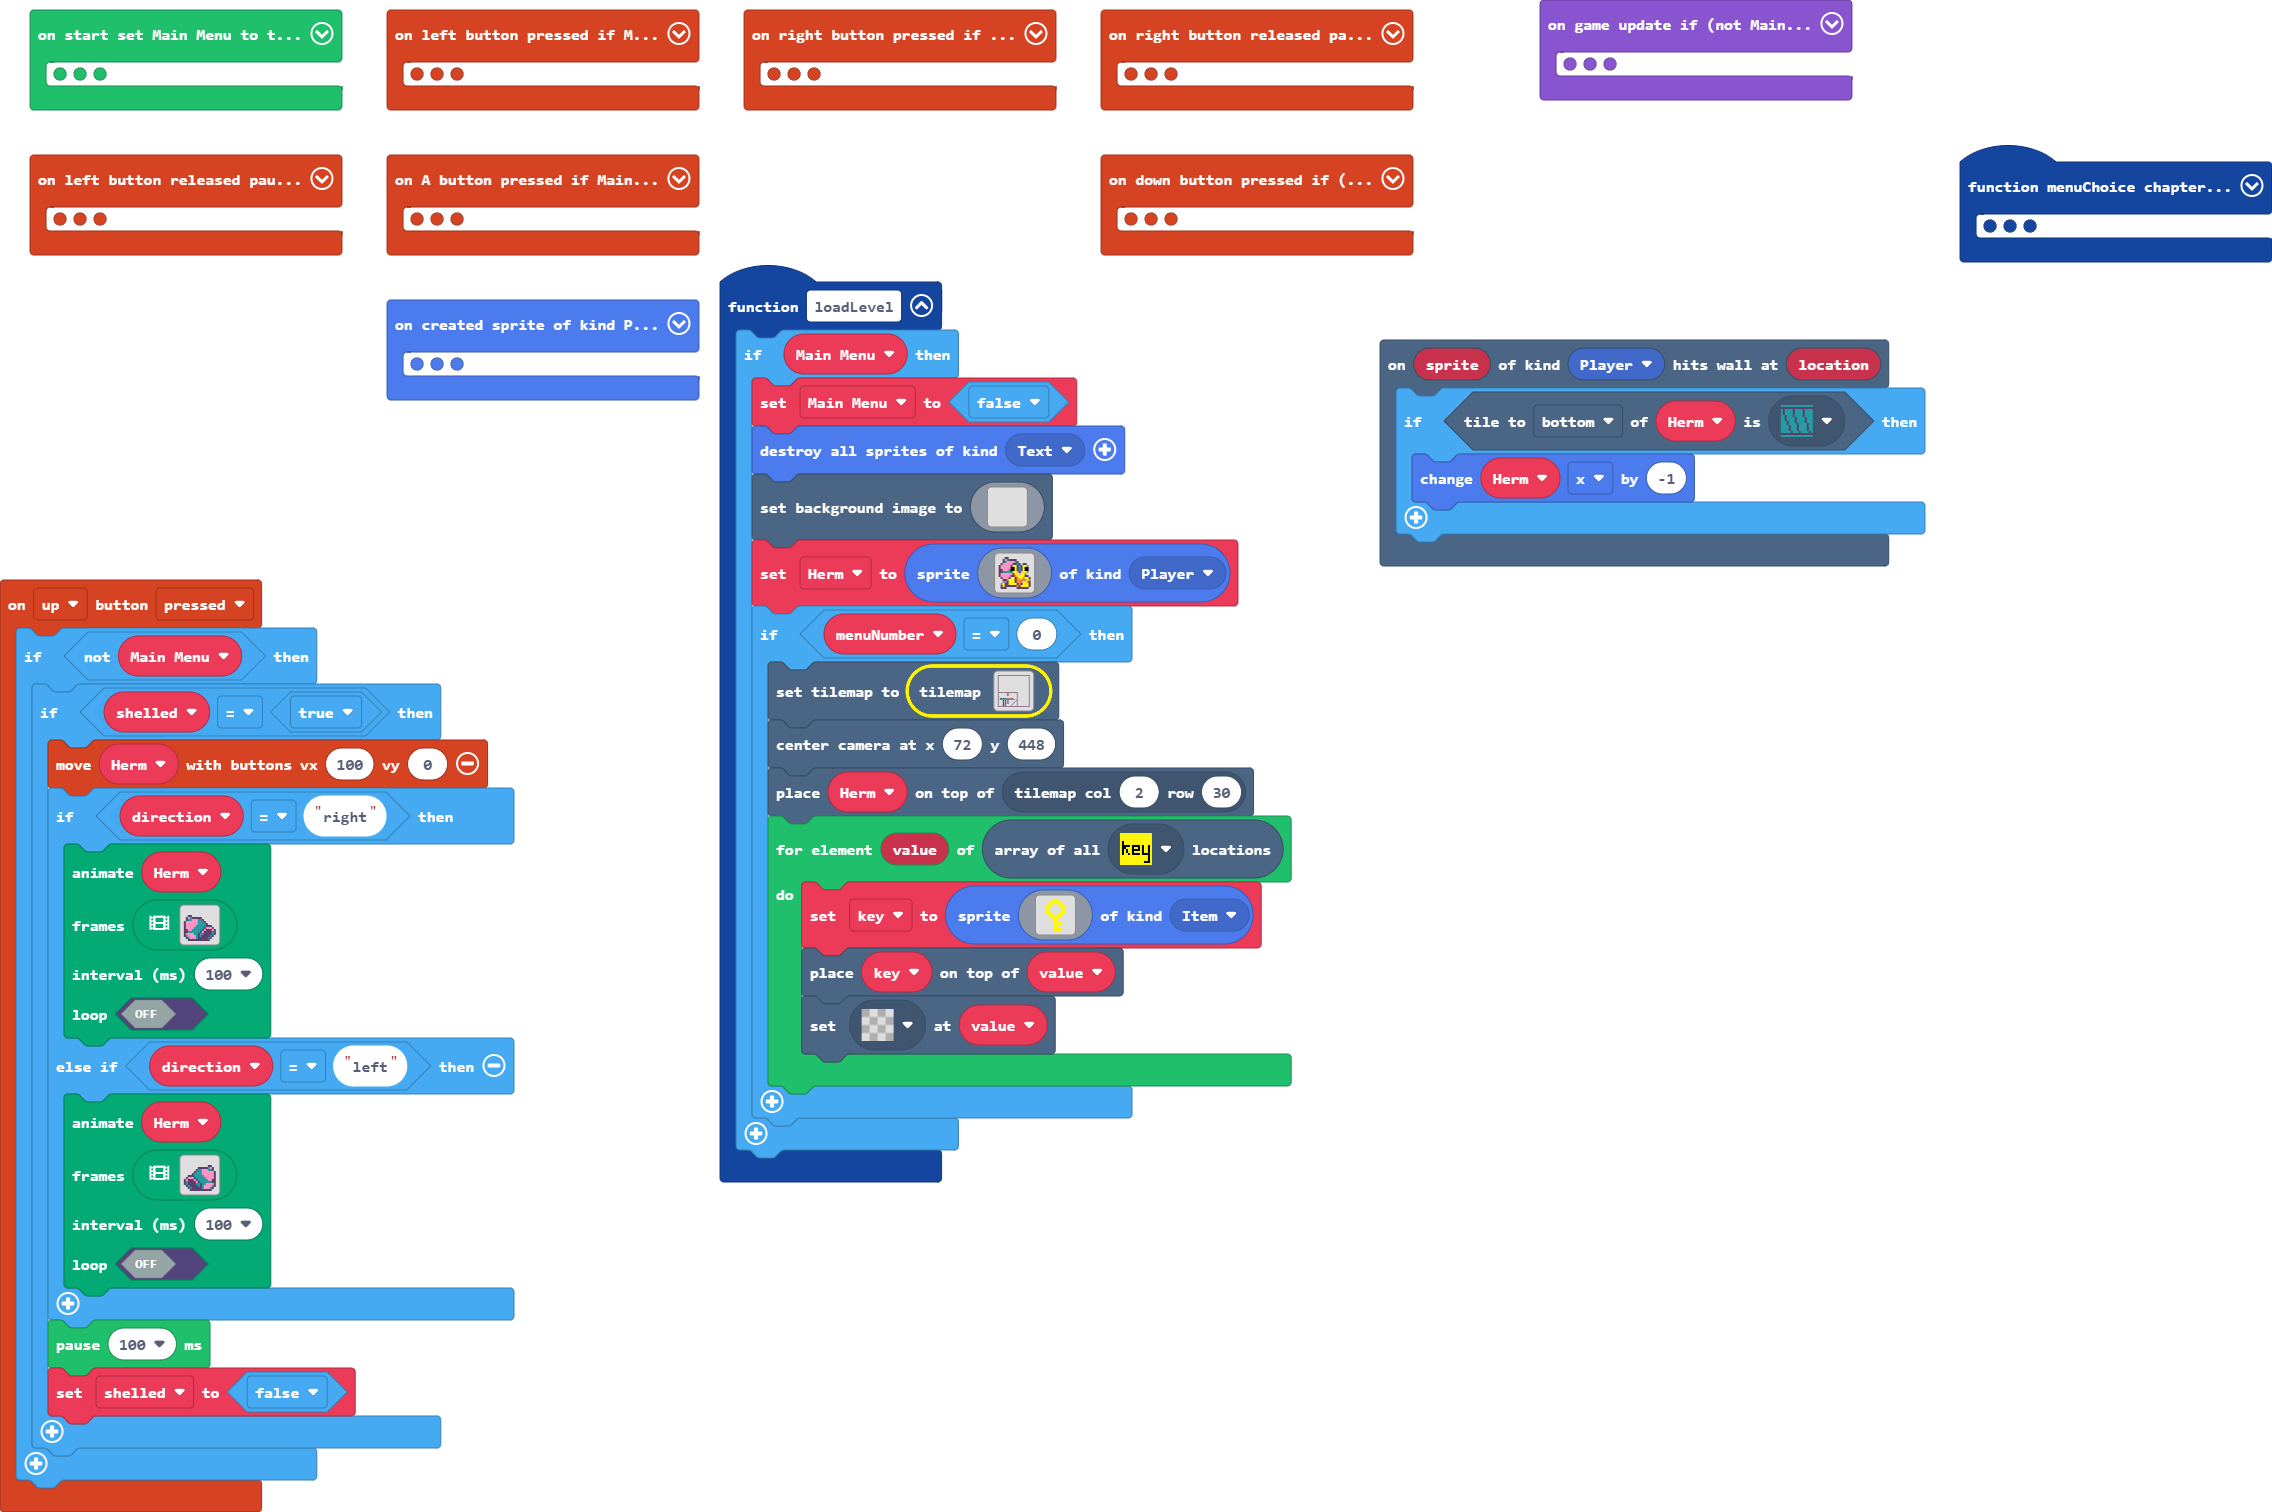 on start set Main Menu to t...
on left button pressed if M...
on right button pressed if ...
on right button released pa...
on game update if (not Main...
on left button released pau...
on A button pressed if Main...
on down button pressed if (...
function menuChoice chapter...
on created sprite of kind P...
function loadLevel
if Main Menu then
set Main Menu to false
destroy all sprites of kind Text
set background image to
set Herm to sprite of kind Player
if menuNumber = 0 then
set tilemap to tilemap
center camera at x 72 y 448
place Herm on top of tilemap col 2 row 30
for element value of array of all key locations
do
set key to sprite of kind Item
place key on top of value
set at value
on sprite of kind Player hits wall at location
if tile to bottom of Herm is then
change Herm x by -1
on up button pressed
if not Main Menu then
if shelled = true then
move Herm with buttons vx 100 vy 0
if direction = "right" then
animate Herm
frames
interval (ms) 100
loop OFF
else if direction = "left" then
animate Herm
frames
interval (ms) 100
loop OFF
pause 100 ms
set shelled to false